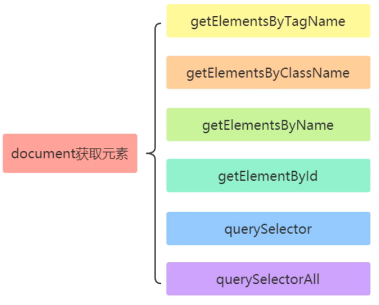 getElementsByTagName
getElementsByClassName
getElementsByName
document获取元素
getElementById
querySelector
querySelectorAll